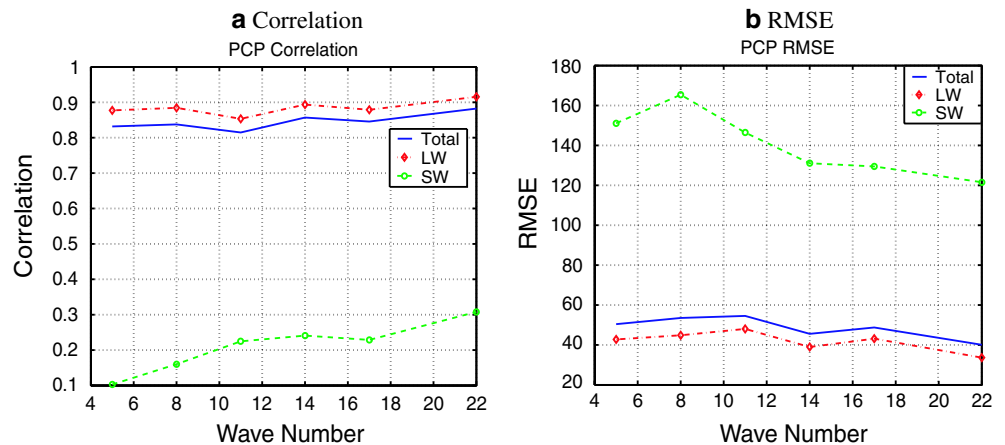 a Correlation
PCP Correlation
1
0.9
0.8
0.7
0.6
0.5
0.4
0.3
0.2
0.1
Correlation
Total
LW
SW
4 6 8 10 12 14 16 18 20 22
Wave Number
b RMSE
PCP RMSE
180
160
140
120
100
80
60
40
20
RMSE
Total
LW
SW
4 6 8 10 12 14 16 18 20 22
Wave Number